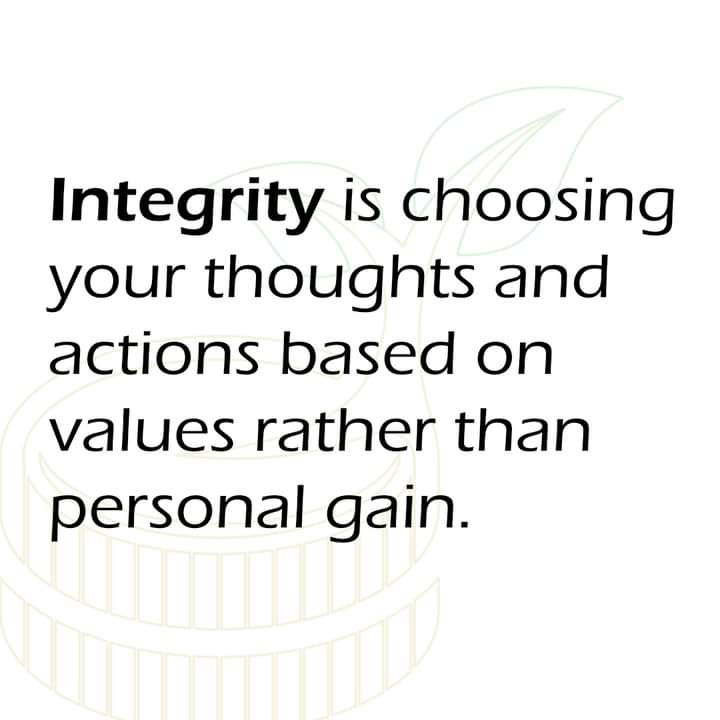 Integrity is choosing
your thoughts and
actions based on
values rather than
personal gain.